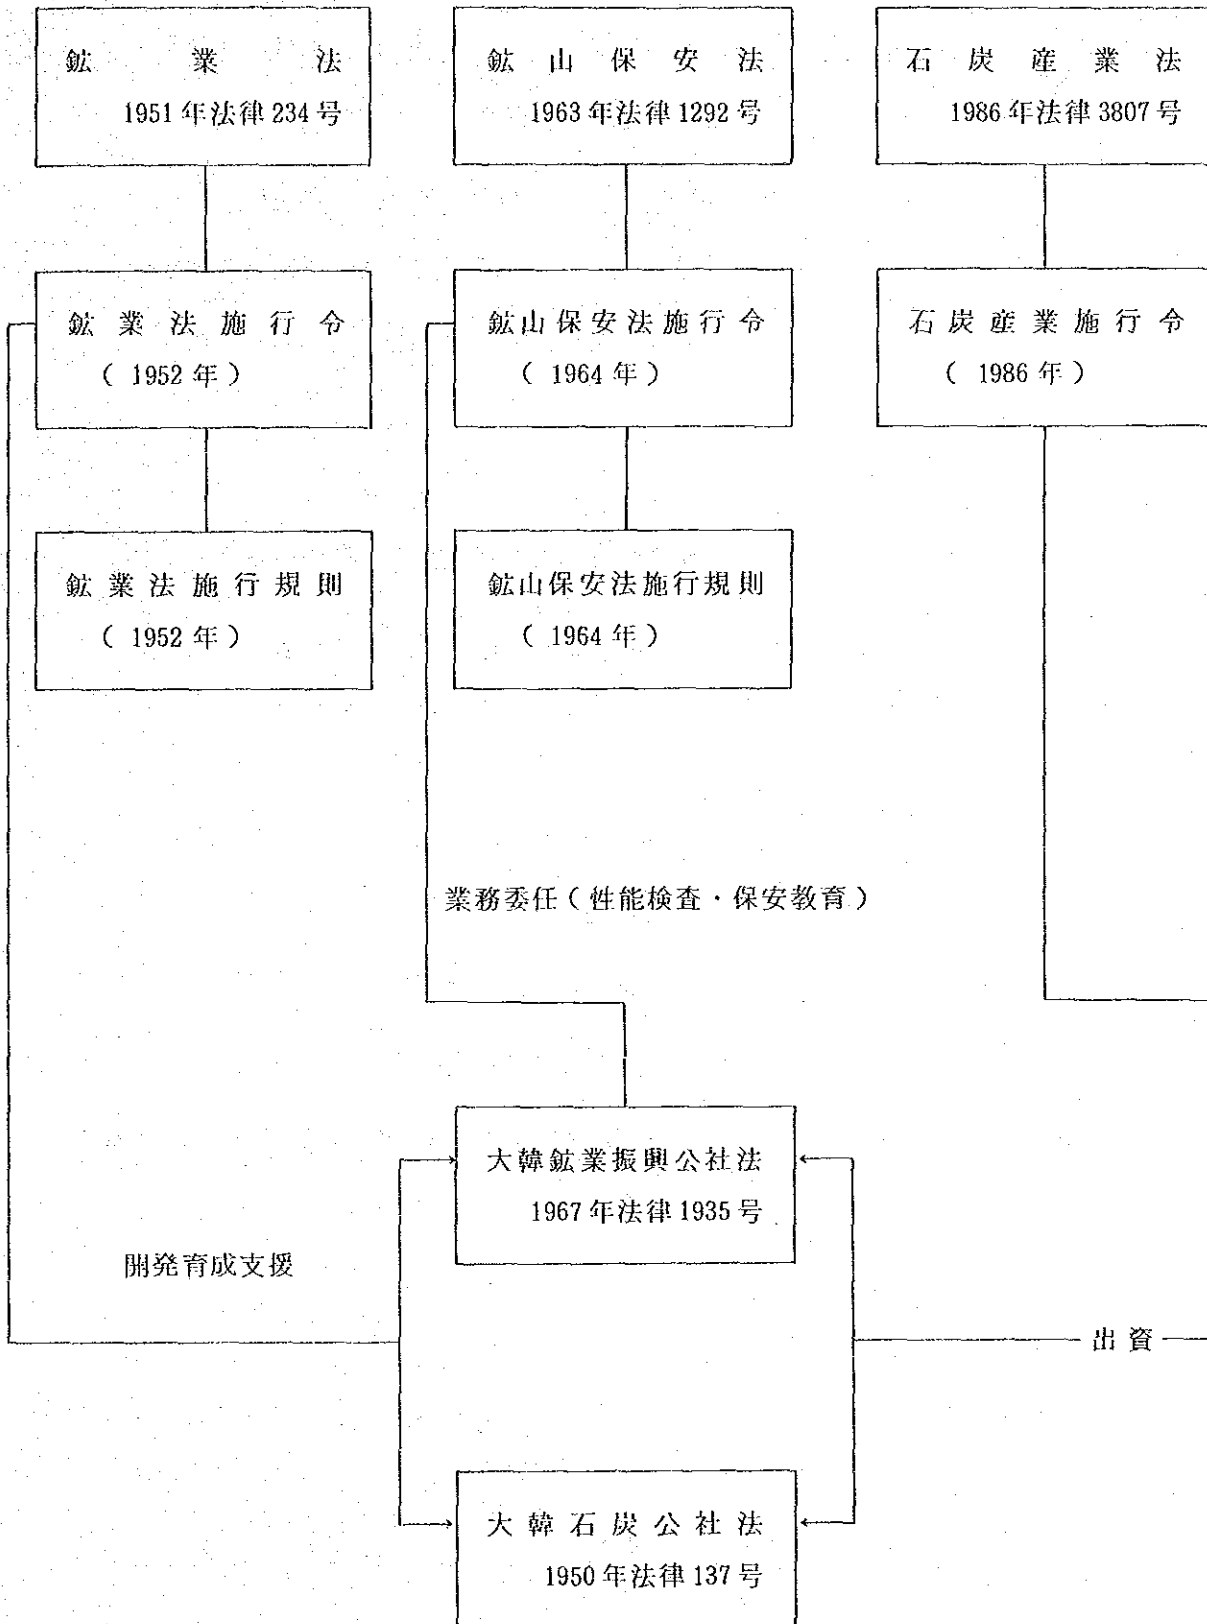 鉱業法
1951年法律234号
鉱山保安法
1963年法律1292号
石炭産業法
1986年法律3807号
鉱業法施行令
(1952年)
鉱山保安法施行令
(1964年)
石炭産業施行令
(1986年)
鉱業法施行規則
(1952年)
鉱山保安法施行規則
(1964年)
業務委任(性能検査・保安教育)
大韓鉱業振興公社法
1967年法律1935号
開発育成支援
出資
大韓石炭公社法
1950年法律137号